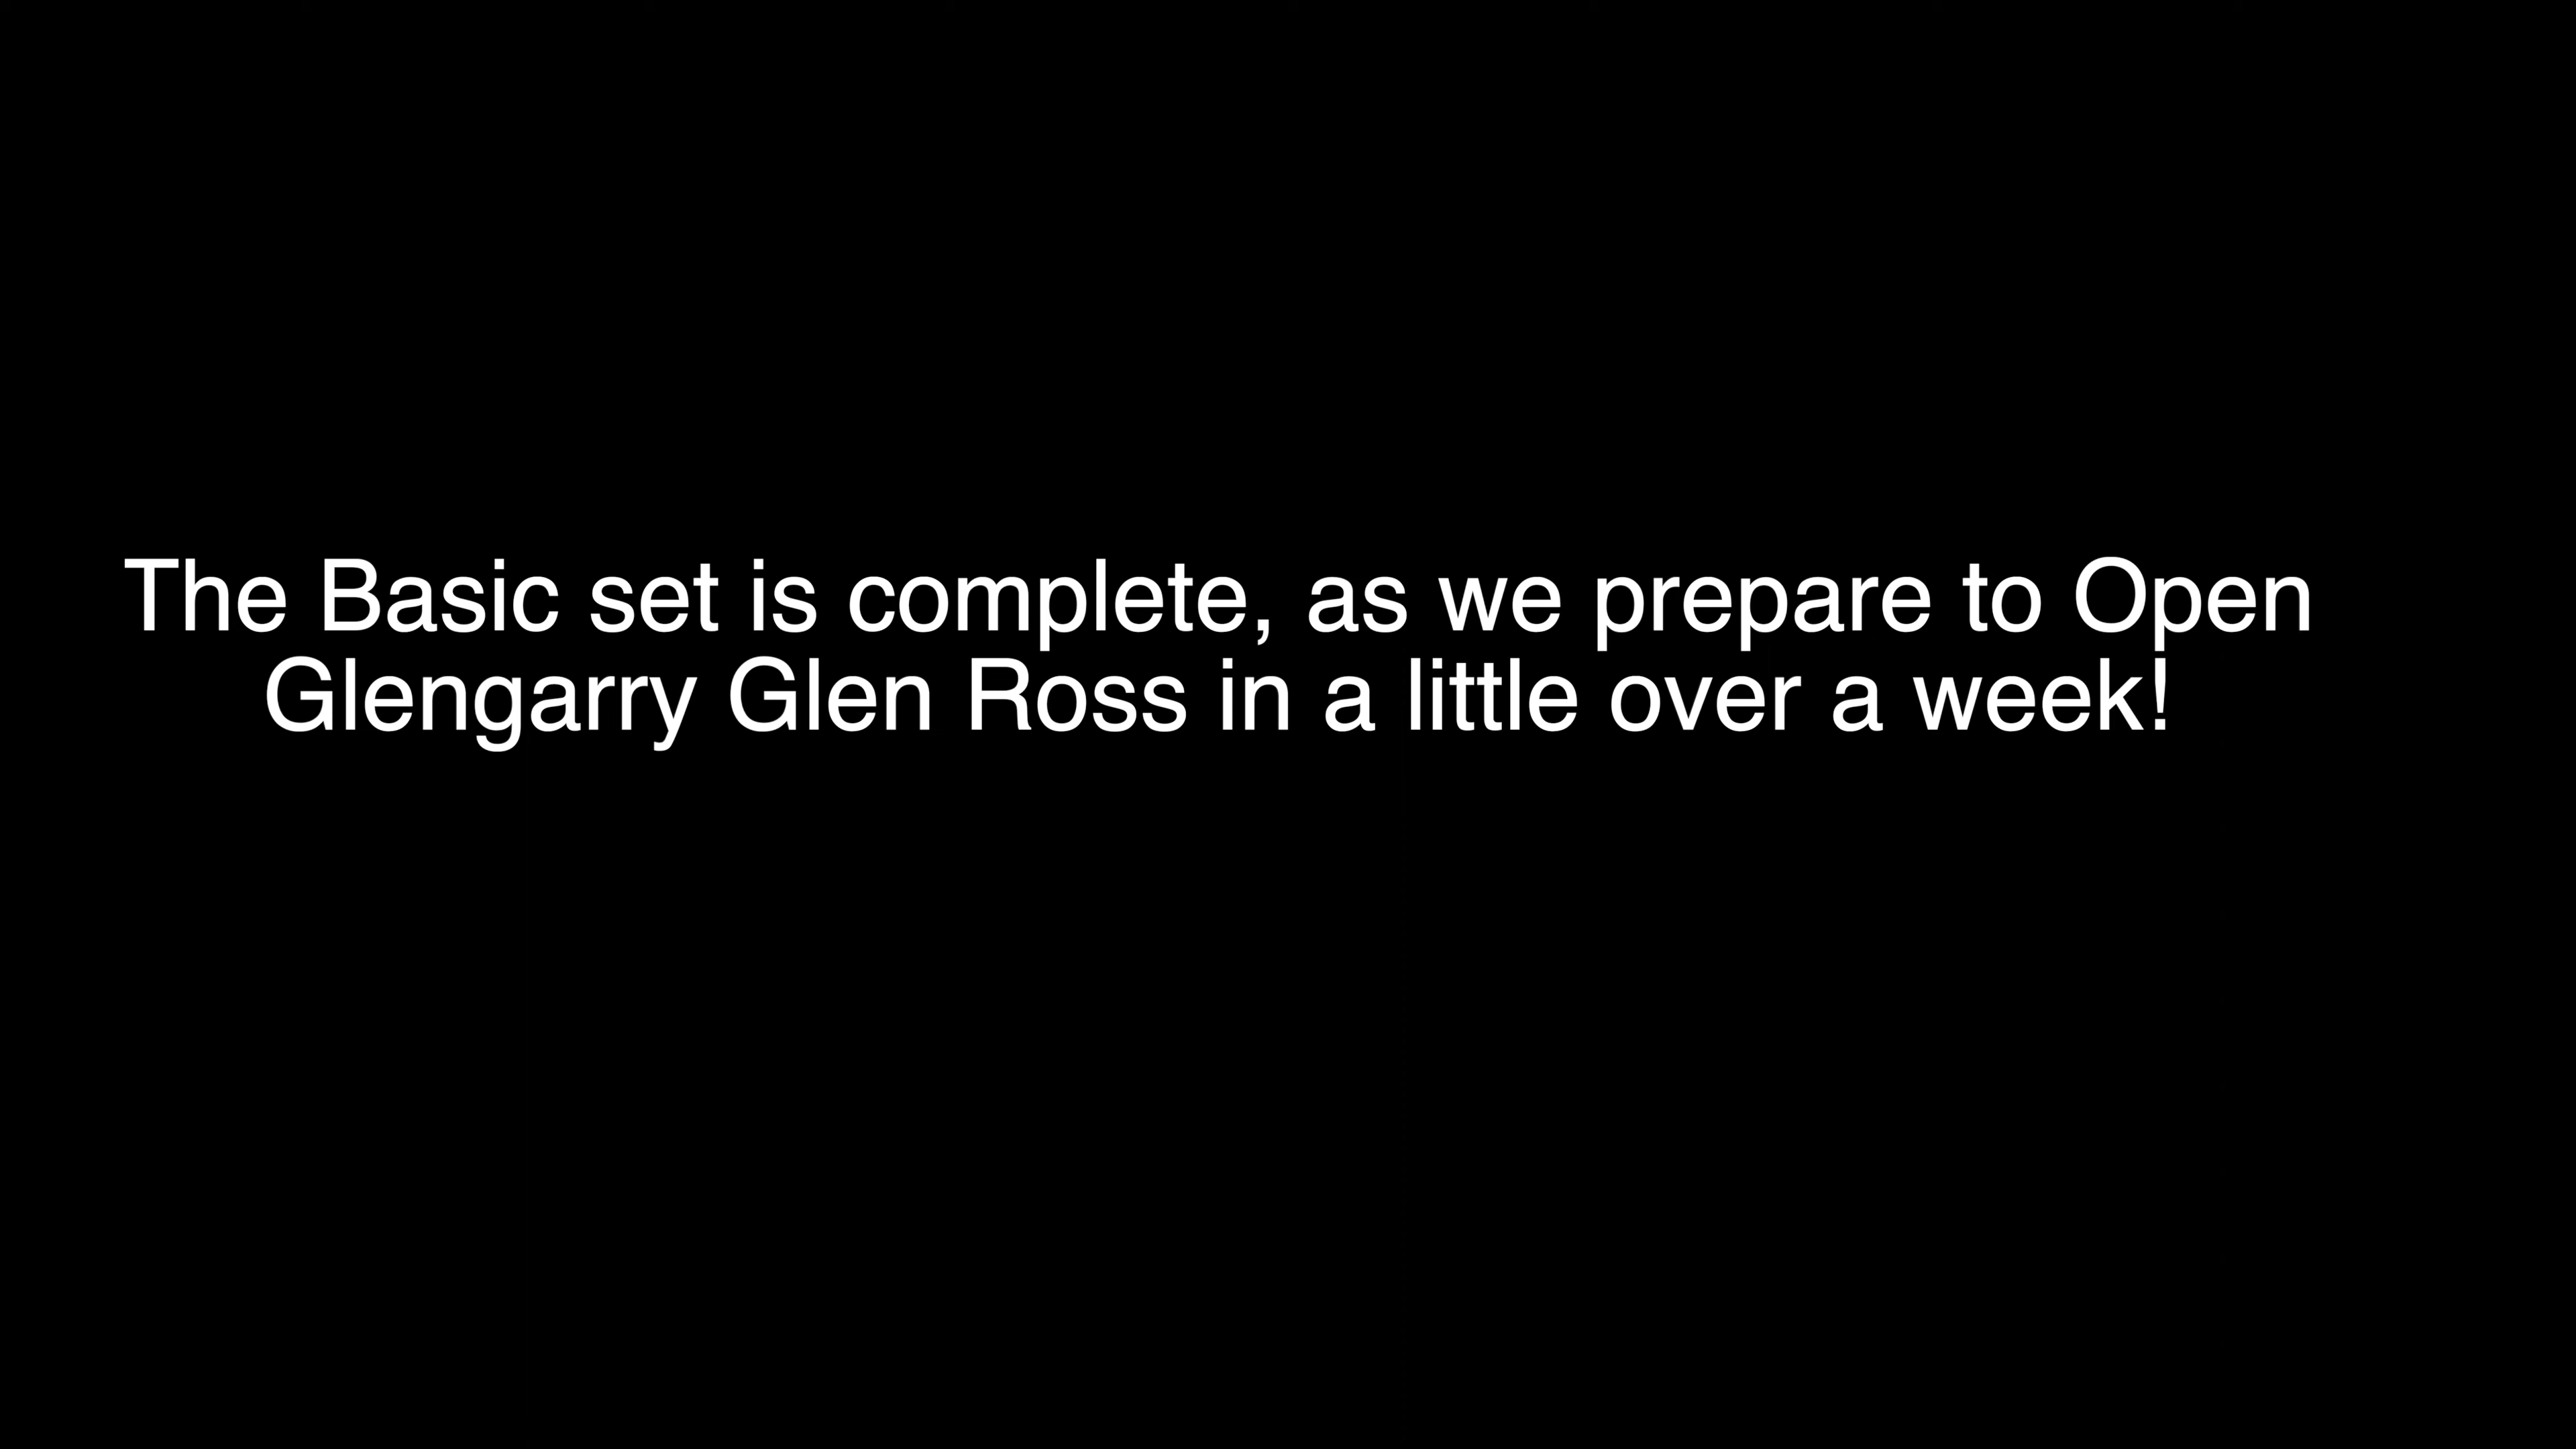 The Basic set is complete, as we prepare to Open
Glengarry Glen Ross in a little over a week!